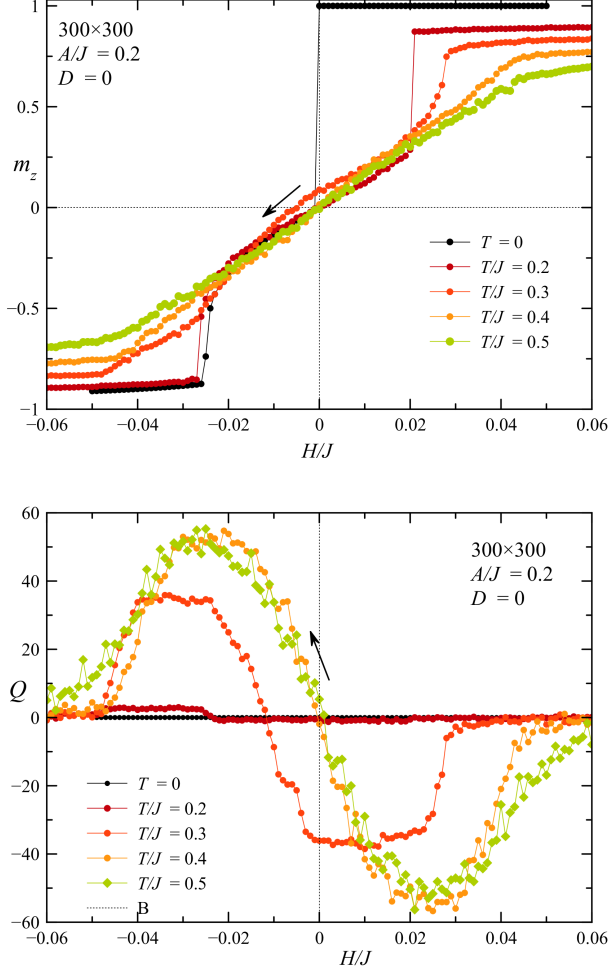 1
300×300
A/J = 0.2
D = 0
0.5
m_z
0
T = 0
T/J = 0.2
T/J = 0.3
T/J = 0.4
T/J = 0.5
−0.5
−1
−0.06 −0.04 −0.02 0 0.02 0.04 0.06
H/J
60
300×300
A/J = 0.2
D = 0
40
20
Q
0
−20
T = 0
T/J = 0.2
T/J = 0.3
T/J = 0.4
T/J = 0.5
B
−40
−60
−0.06 −0.04 −0.02 0 0.02 0.04 0.06
H/J